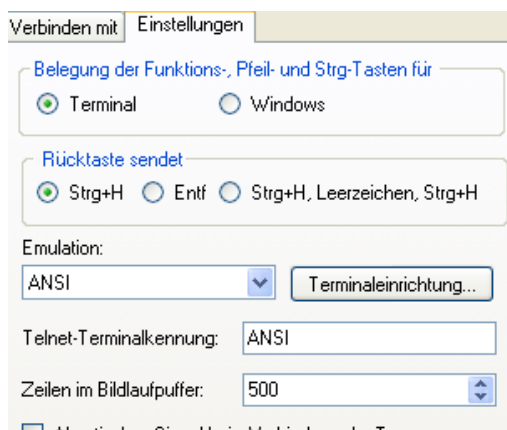 Verbinden mit Einstellungen
Belegung der Funktions-, Pfeil- und Strg-Tasten für
Terminal Windows
Rücktaste sendet
Strg+H Entf Strg+H, Leerzeichen, Strg+H
Emulation:
ANSI Terminaleinrichtung...
Telnet-Terminalkennung: ANSI
Zeilen im Bildlaufpuffer: 500